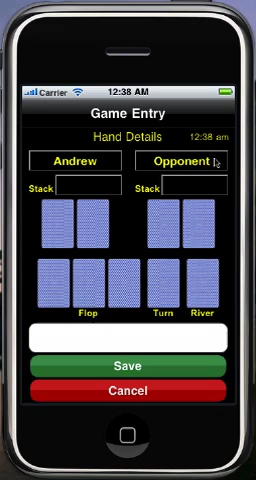 Carrier 12:38 AM
Game Entry
Hand Details 12:38 am
Andrew Opponent
Stack Stack
Flop Turn River
Save
Cancel